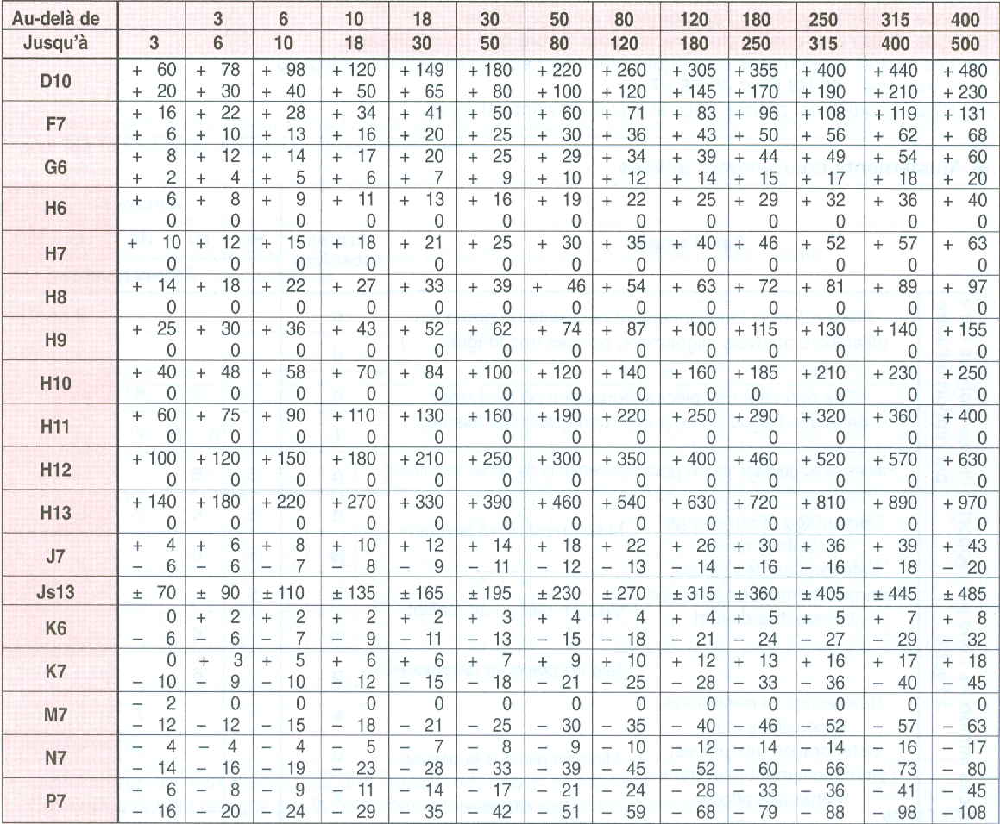 Au-delà de 3 6 10 18 30 50 80 120 180 250 315 400
Jusqu'à 3 6 10 18 30 50 80 120 180 250 315 400 500
D10 + 60 + 78 + 98 + 120 + 149 + 180 + 220 + 260 + 305 + 355 + 400 + 440 + 480
+ 20 + 30 + 40 + 50 + 65 + 80 + 100 + 120 + 145 + 170 + 190 + 210 + 230
F7 + 16 + 22 + 28 + 34 + 41 + 50 + 60 + 71 + 83 + 96 + 108 + 119 + 131
+ 6 + 10 + 13 + 16 + 20 + 25 + 30 + 36 + 43 + 50 + 56 + 62 + 68
G6 + 8 + 12 + 14 + 17 + 20 + 25 + 29 + 34 + 39 + 44 + 49 + 54 + 60
+ 2 + 4 + 5 + 6 + 7 + 9 + 10 + 12 + 14 + 15 + 17 + 18 + 20
H6 + 6 + 8 + 9 + 11 + 13 + 16 + 19 + 22 + 25 + 29 + 32 + 36 + 40
0 0 0 0 0 0 0 0 0 0 0 0 0
H7 + 10 + 12 + 15 + 18 + 21 + 25 + 30 + 35 + 40 + 46 + 52 + 57 + 63
0 0 0 0 0 0 0 0 0 0 0 0 0
H8 + 14 + 18 + 22 + 27 + 33 + 39 + 46 + 54 + 63 + 72 + 81 + 89 + 97
0 0 0 0 0 0 0 0 0 0 0 0 0
H9 + 25 + 30 + 36 + 43 + 52 + 62 + 74 + 87 + 100 + 115 + 130 + 140 + 155
0 0 0 0 0 0 0 0 0 0 0 0 0
H10 + 40 + 48 + 58 + 70 + 84 + 100 + 120 + 140 + 160 + 185 + 210 + 230 + 250
0 0 0 0 0 0 0 0 0 0 0 0 0
H11 + 60 + 75 + 90 + 110 + 130 + 160 + 190 + 220 + 250 + 290 + 320 + 360 + 400
0 0 0 0 0 0 0 0 0 0 0 0 0
H12 + 100 + 120 + 150 + 180 + 210 + 250 + 300 + 350 + 400 + 460 + 520 + 570 + 630
0 0 0 0 0 0 0 0 0 0 0 0 0
H13 + 140 + 180 + 220 + 270 + 330 + 390 + 460 + 540 + 630 + 720 + 810 + 890 + 970
0 0 0 0 0 0 0 0 0 0 0 0 0
J7 + 4 + 6 + 8 + 10 + 12 + 14 + 18 + 22 + 26 + 30 + 36 + 39 + 43
– 6 – 6 – 7 – 8 – 9 – 11 – 12 – 13 – 14 – 16 – 16 – 18 – 20
Js13 ± 70 ± 90 ± 110 ± 135 ± 165 ± 195 ± 230 ± 270 ± 315 ± 360 ± 405 ± 445 ± 485
K6 0 + 2 + 2 + 2 + 2 + 3 + 4 + 4 + 4 + 5 + 5 + 7 + 8
– 6 – 6 – 7 – 9 – 11 – 13 – 15 – 18 – 21 – 24 – 27 – 29 – 32
K7 0 + 3 + 5 + 6 + 6 + 7 + 9 + 10 + 12 + 13 + 16 + 17 + 18
– 10 – 9 – 10 – 12 – 15 – 18 – 21 – 25 – 28 – 33 – 36 – 40 – 45
M7 – 2 0 0 0 0 0 0 0 0 0 0 0 0
– 12 – 12 – 15 – 18 – 21 – 25 – 30 – 35 – 40 – 46 – 52 – 57 – 63
N7 – 4 – 4 – 4 – 5 – 7 – 8 – 9 – 10 – 12 – 14 – 14 – 16 – 17
– 14 – 16 – 19 – 23 – 28 – 33 – 39 – 45 – 52 – 60 – 66 – 73 – 80
P7 – 6 – 8 – 9 – 11 – 14 – 17 – 21 – 24 – 28 – 33 – 36 – 41 – 45
– 16 – 20 – 24 – 29 – 35 – 42 – 51 – 59 – 68 – 79 – 88 – 98 – 108